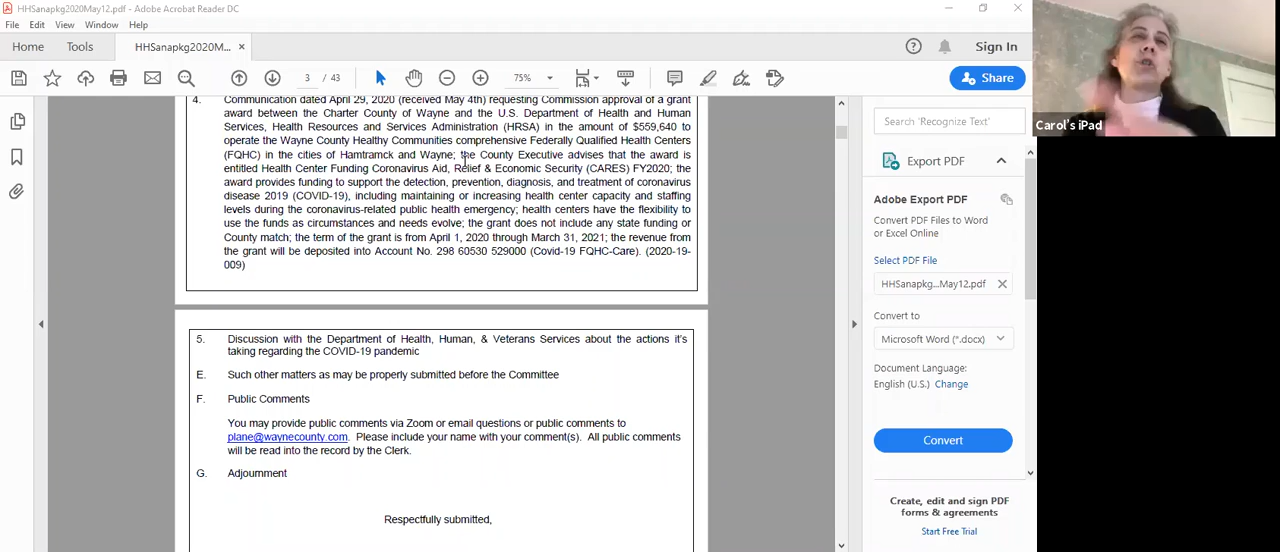 HHSanapkg2020May12.pdf - Adobe Acrobat Reader DC
File Edit View Window Help
Home Tools HHSanapkg2020M... × Sign In
3 / 43 75% Share
4. Communication dated April 29, 2020 (received May 4th) requesting Commission approval of a grant
award between the Charter County of Wayne and the U.S. Department of Health and Human
Services, Health Resources and Services Administration (HRSA) in the amount of $559,640 to
operate the Wayne County Healthy Communities comprehensive Federally Qualified Health Centers
(FQHC) in the cities of Hamtramck and Wayne; the County Executive advises that the award is
entitled Health Center Funding Coronavirus Aid, Relief & Economic Security (CARES) FY2020; the
award provides funding to support the detection, prevention, diagnosis, and treatment of coronavirus
disease 2019 (COVID-19), including maintaining or increasing health center capacity and staffing
levels during the coronavirus-related public health emergency; health centers have the flexibility to
use the funds as circumstances and needs evolve; the grant does not include any state funding or
County match; the term of the grant is from April 1, 2020 through March 31, 2021; the revenue from
the grant will be deposited into Account No. 298 60530 529000 (Covid-19 FQHC-Care). (2020-19-
009)
5. Discussion with the Department of Health, Human, & Veterans Services about the actions it's
taking regarding the COVID-19 pandemic
E. Such other matters as may be properly submitted before the Committee
F. Public Comments
You may provide public comments via Zoom or email questions or public comments to
plane@waynecounty.com. Please include your name with your comment(s). All public comments
will be read into the record by the Clerk.
G. Adjournment
Respectfully submitted,
Search 'Recognize Text'
Export PDF
Adobe Export PDF
Convert PDF Files to Word
or Excel Online
Select PDF File
HHSanapkg...May12.pdf ×
Convert to
Microsoft Word (*.docx)
Document Language:
English (U.S.) Change
Convert
Create, edit and sign PDF
forms & agreements
Start Free Trial
Carol's iPad